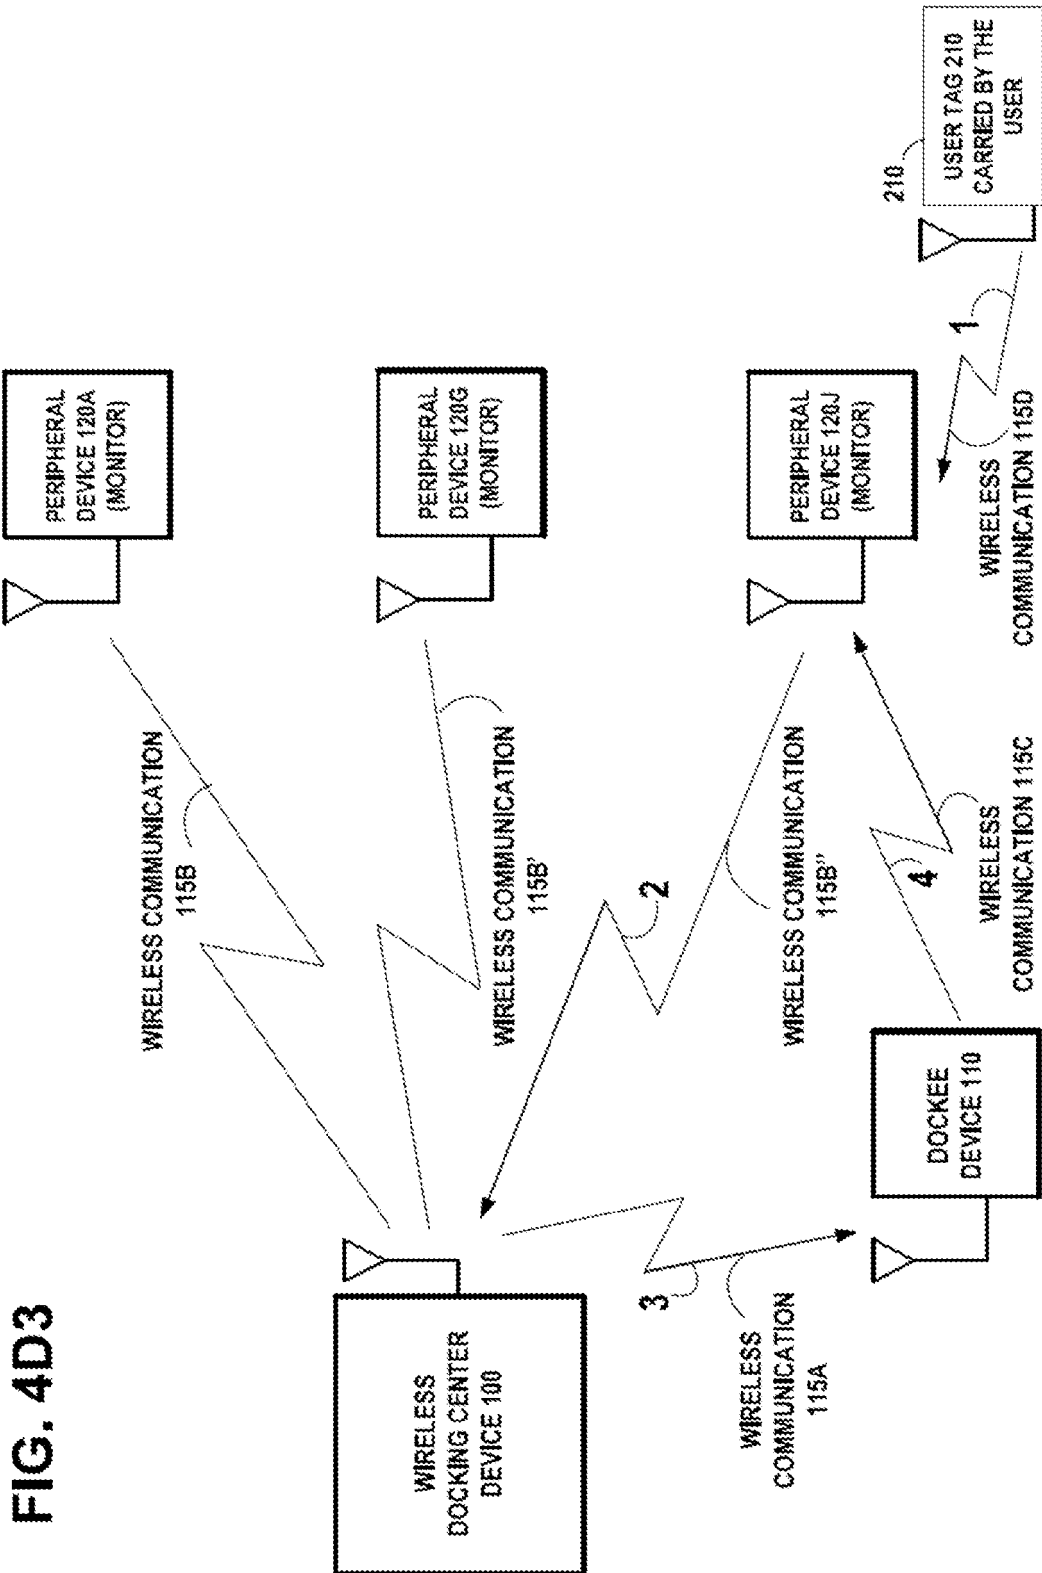 FIG. 4D3
WIRELESS
DOCKING CENTER
DEVICE 100
WIRELESS COMMUNICATION
115B
PERIPHERAL
DEVICE 120A
(MONITOR)
WIRELESS COMMUNICATION
115B'
PERIPHERAL
DEVICE 120G
(MONITOR)
2
WIRELESS COMMUNICATION
115B"
PERIPHERAL
DEVICE 120J
(MONITOR)
3
WIRELESS
COMMUNICATION
115A
DOCKEE
DEVICE 110
4
WIRELESS
COMMUNICATION 115C
1
WIRELESS
COMMUNICATION 115D
210
USER TAG 210
CARRIED BY THE
USER